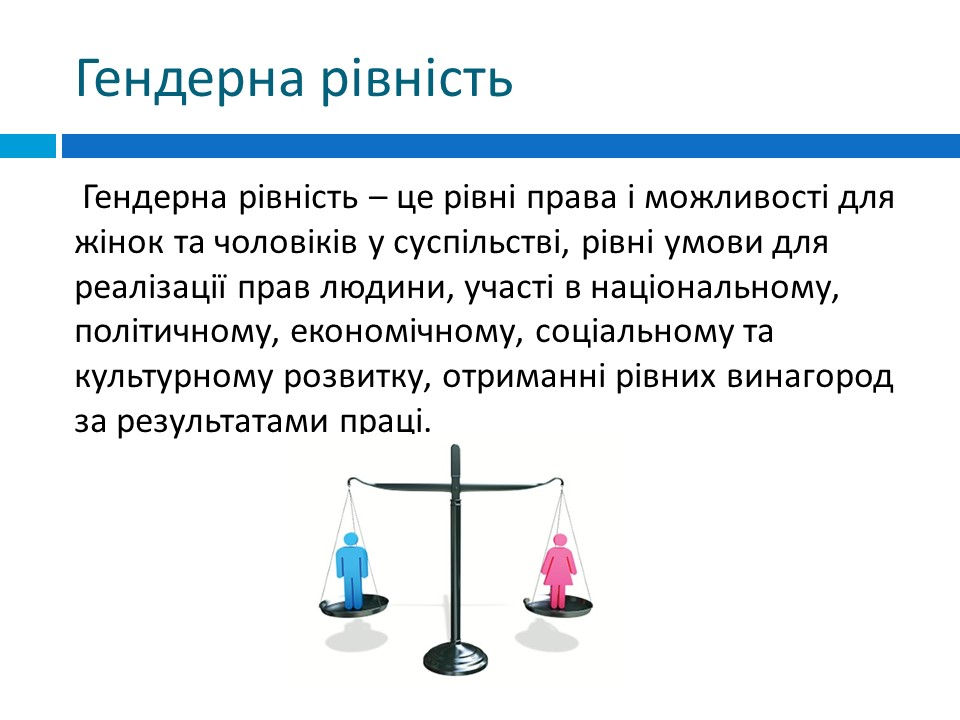 Гендерна рівність
Гендерна рівність – це рівні права і можливості для
жінок та чоловіків у суспільстві, рівні умови для
реалізації прав людини, участі в національному,
політичному, економічному, соціальному та
культурному розвитку, отриманні рівних винагород
за результатами праці.